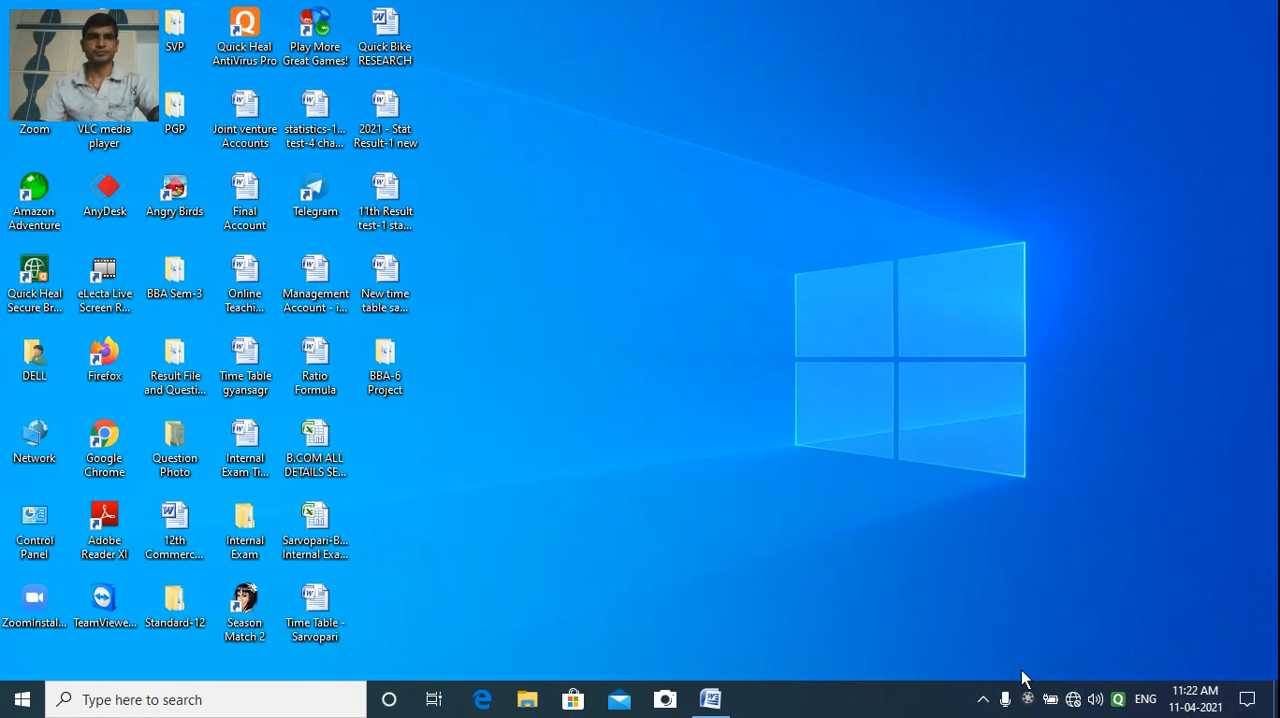 SVP
Quick Heal
AntiVirus Pro
Play More
Great Games!
Quick Bike
RESEARCH
Zoom
VLC media
player
PGP
Joint venture
Accounts
statistics-1...
test-4 cha...
2021 - Stat
Result-1 new
Amazon
Adventure
AnyDesk
Angry Birds
Final
Account
Telegram
11th Result
test-1 sta...
Quick Heal
Secure Br...
eLecta Live
Screen R...
BBA Sem-3
Online
Teachi...
Management
Account - i...
New time
table sa...
DELL
Firefox
Result File
and Questi...
Time Table
gyansagr
Ratio
Formula
BBA-6
Project
Network
Google
Chrome
Question
Photo
Internal
Exam Ti...
B.COM ALL
DETAILS SE...
Control
Panel
Adobe
Reader XI
12th
Commerc...
Internal
Exam
Sarvopari-B...
Internal Exa...
ZoomInstal...
TeamViewe...
Standard-12
Season
Match 2
Time Table -
Sarvopari
Type here to search
ENG
11:22 AM
11-04-2021